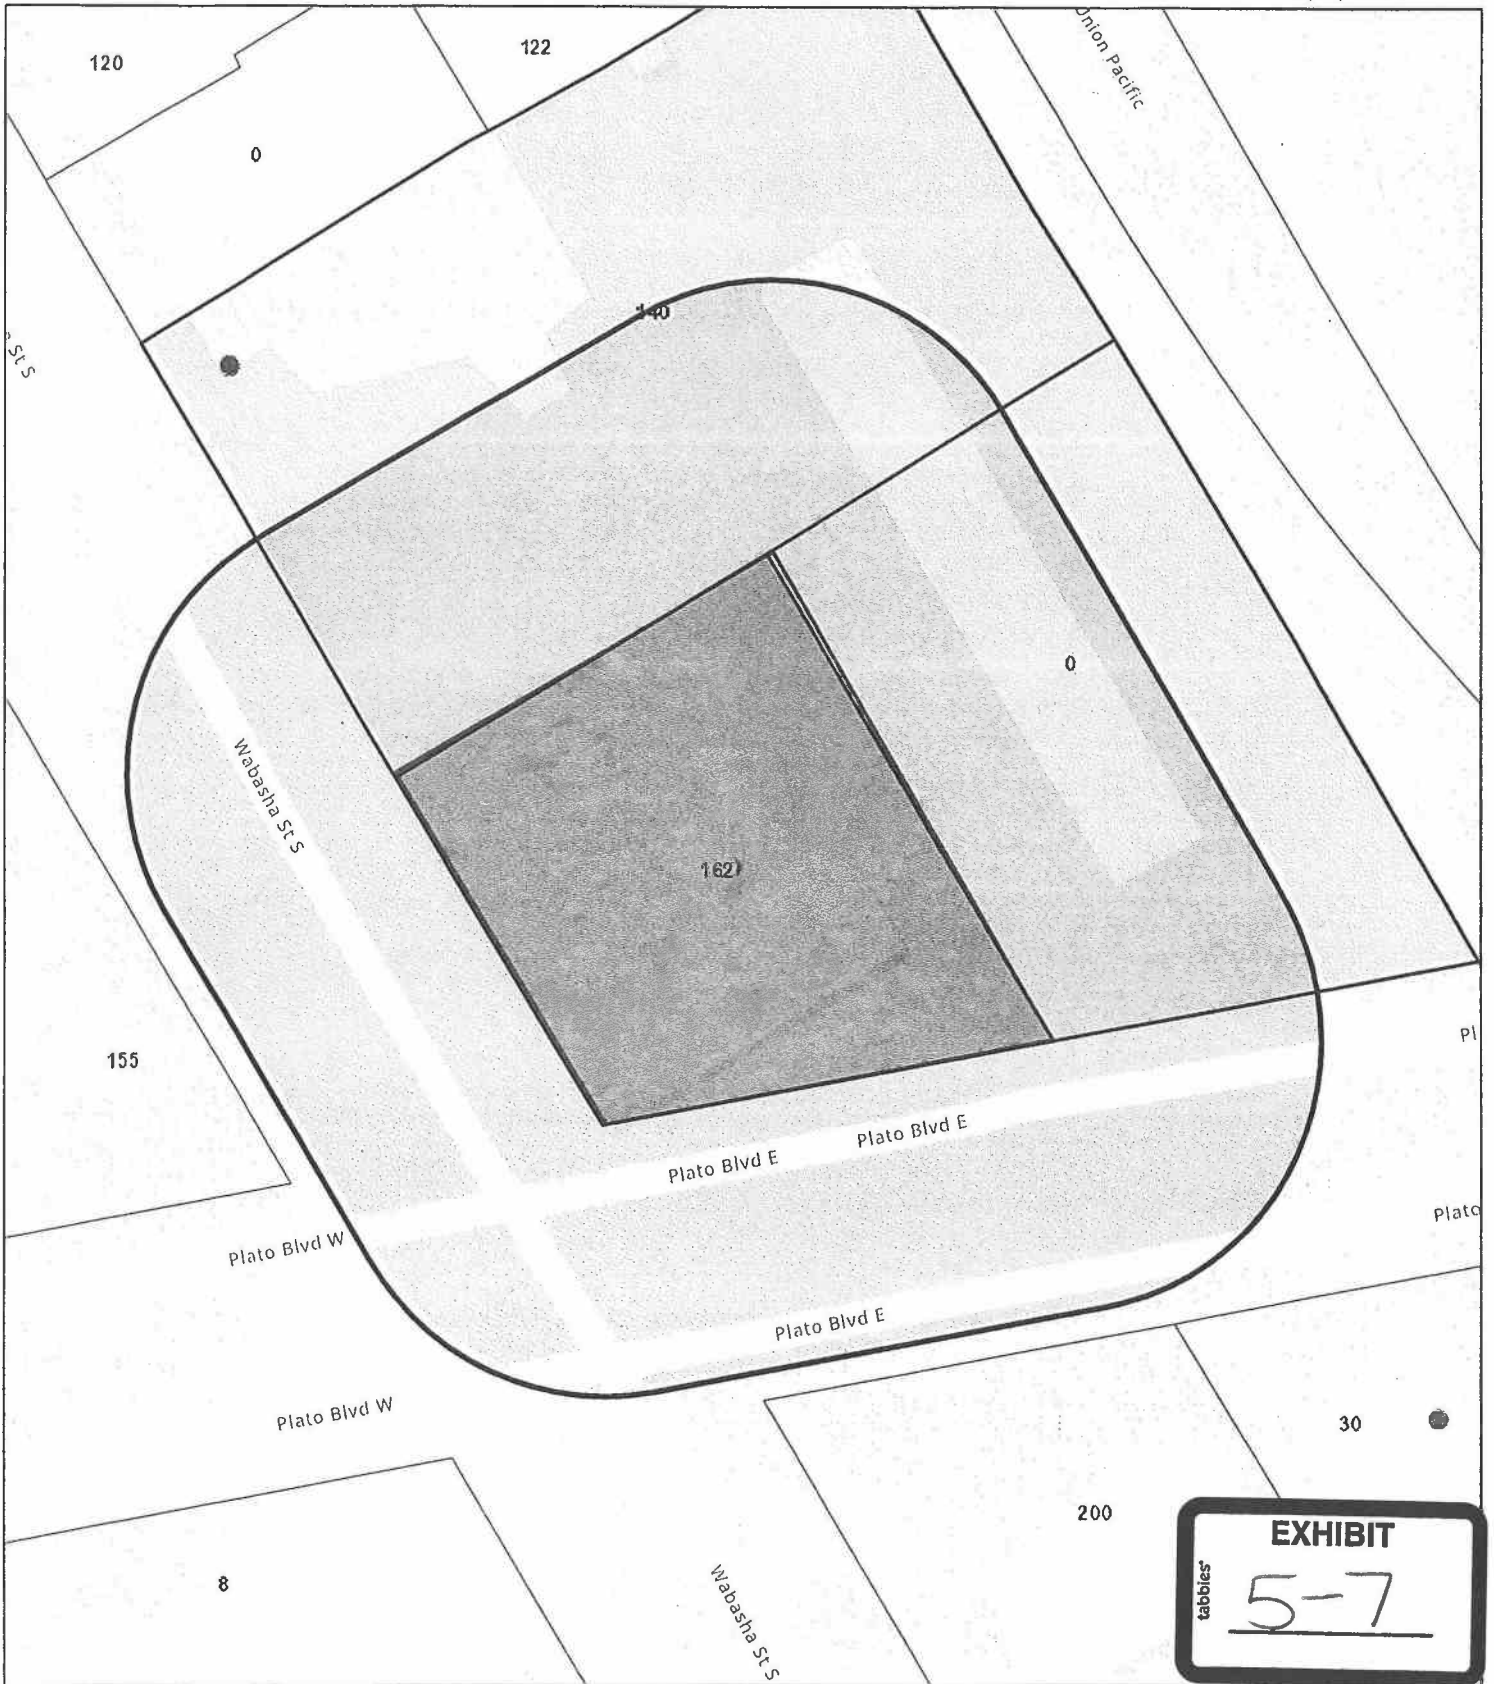 Union Pacific
120
122
0
140
St S
0
Wabasha St S
162
155
Pl
Plato Blvd E
Plato Blvd E
Plato
Plato Blvd W
Plato Blvd E
Plato Blvd W
30
200
8
Wabasha St S
EXHIBIT
tabbies
5-7